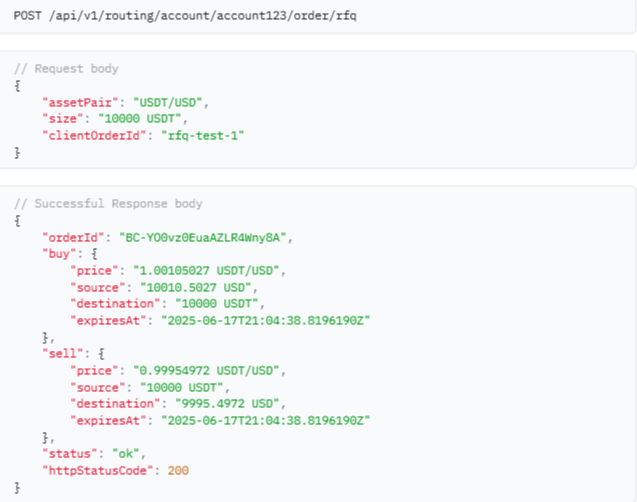 POST /api/v1/routing/account/account123/order/rfq
// Request body
{
"assetPair": "USDT/USD",
"size": "10000 USDT",
"clientOrderId": "rfq-test-1"
}
// Successful Response body
{
"orderId": "BC-YO0vz0EuaAZLR4Wny8A",
"buy": {
"price": "1.00105027 USDT/USD",
"source": "10010.5027 USD",
"destination": "10000 USDT",
"expiresAt": "2025-06-17T21:04:38.8196190Z"
},
"sell": {
"price": "0.99954972 USDT/USD",
"source": "10000 USDT",
"destination": "9995.4972 USD",
"expiresAt": "2025-06-17T21:04:38.8196190Z"
},
"status": "ok",
"httpStatusCode": 200
}